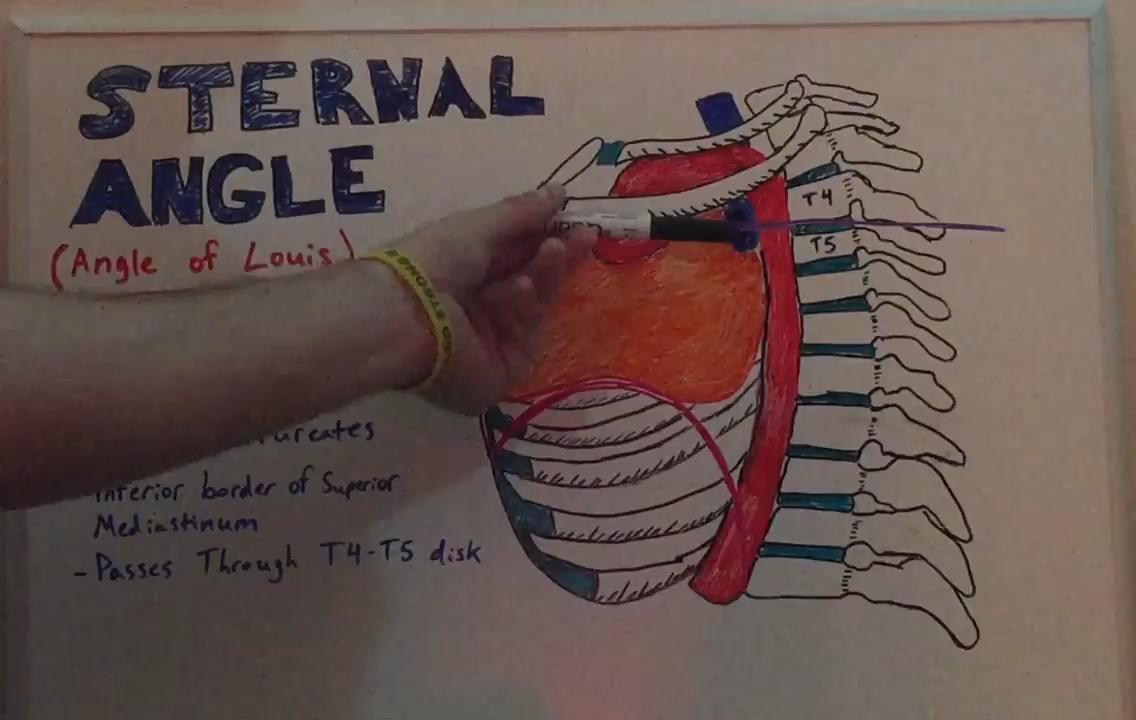 STERNAL
ANGLE
(Angle of Louis)
T4
T5
Inferior border of Superior
Mediastinum
- Passes Through T4-T5 disk